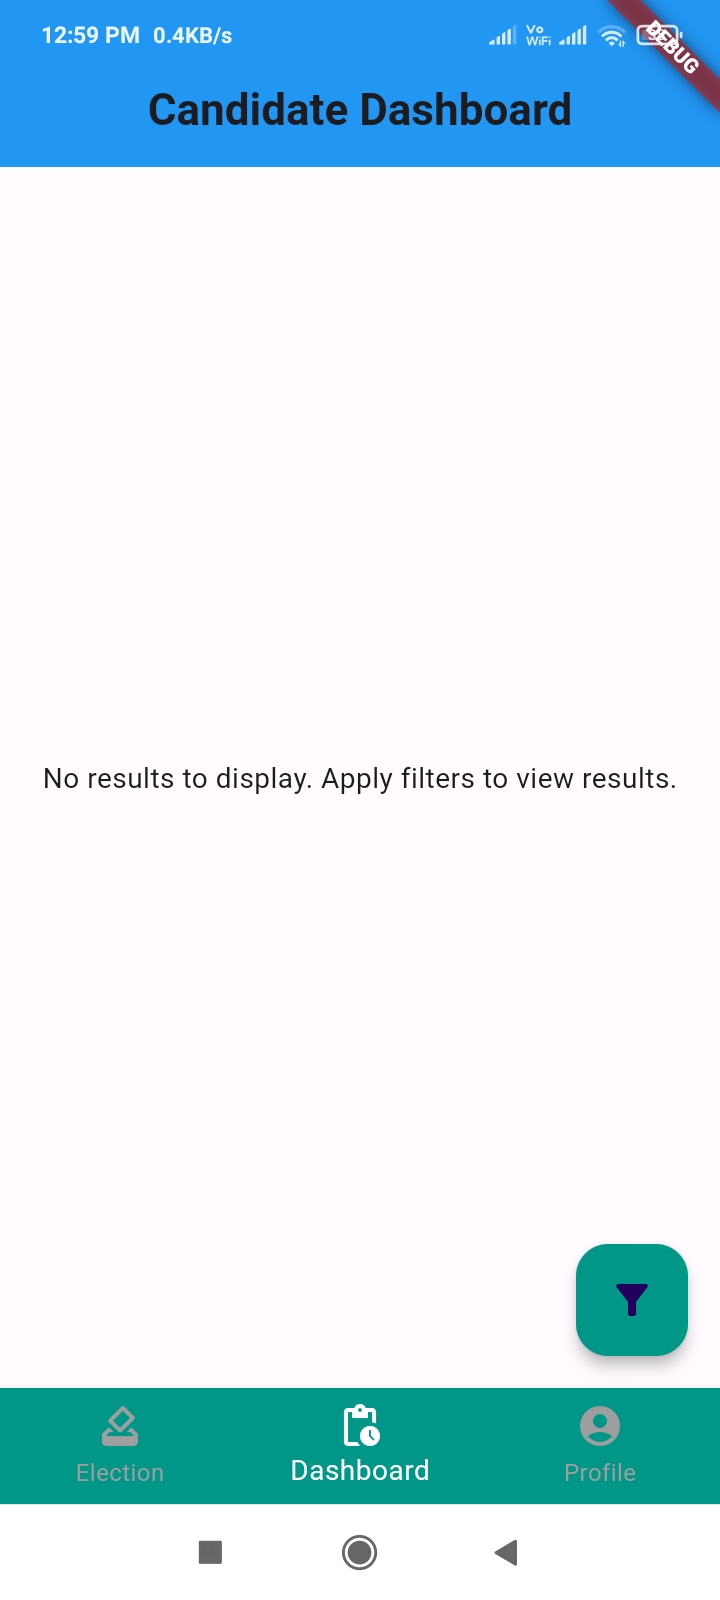 12:59 PM 0.4KB/s
Vo
WiFi
DEBUG
Candidate Dashboard
No results to display. Apply filters to view results.
Election
Dashboard
Profile